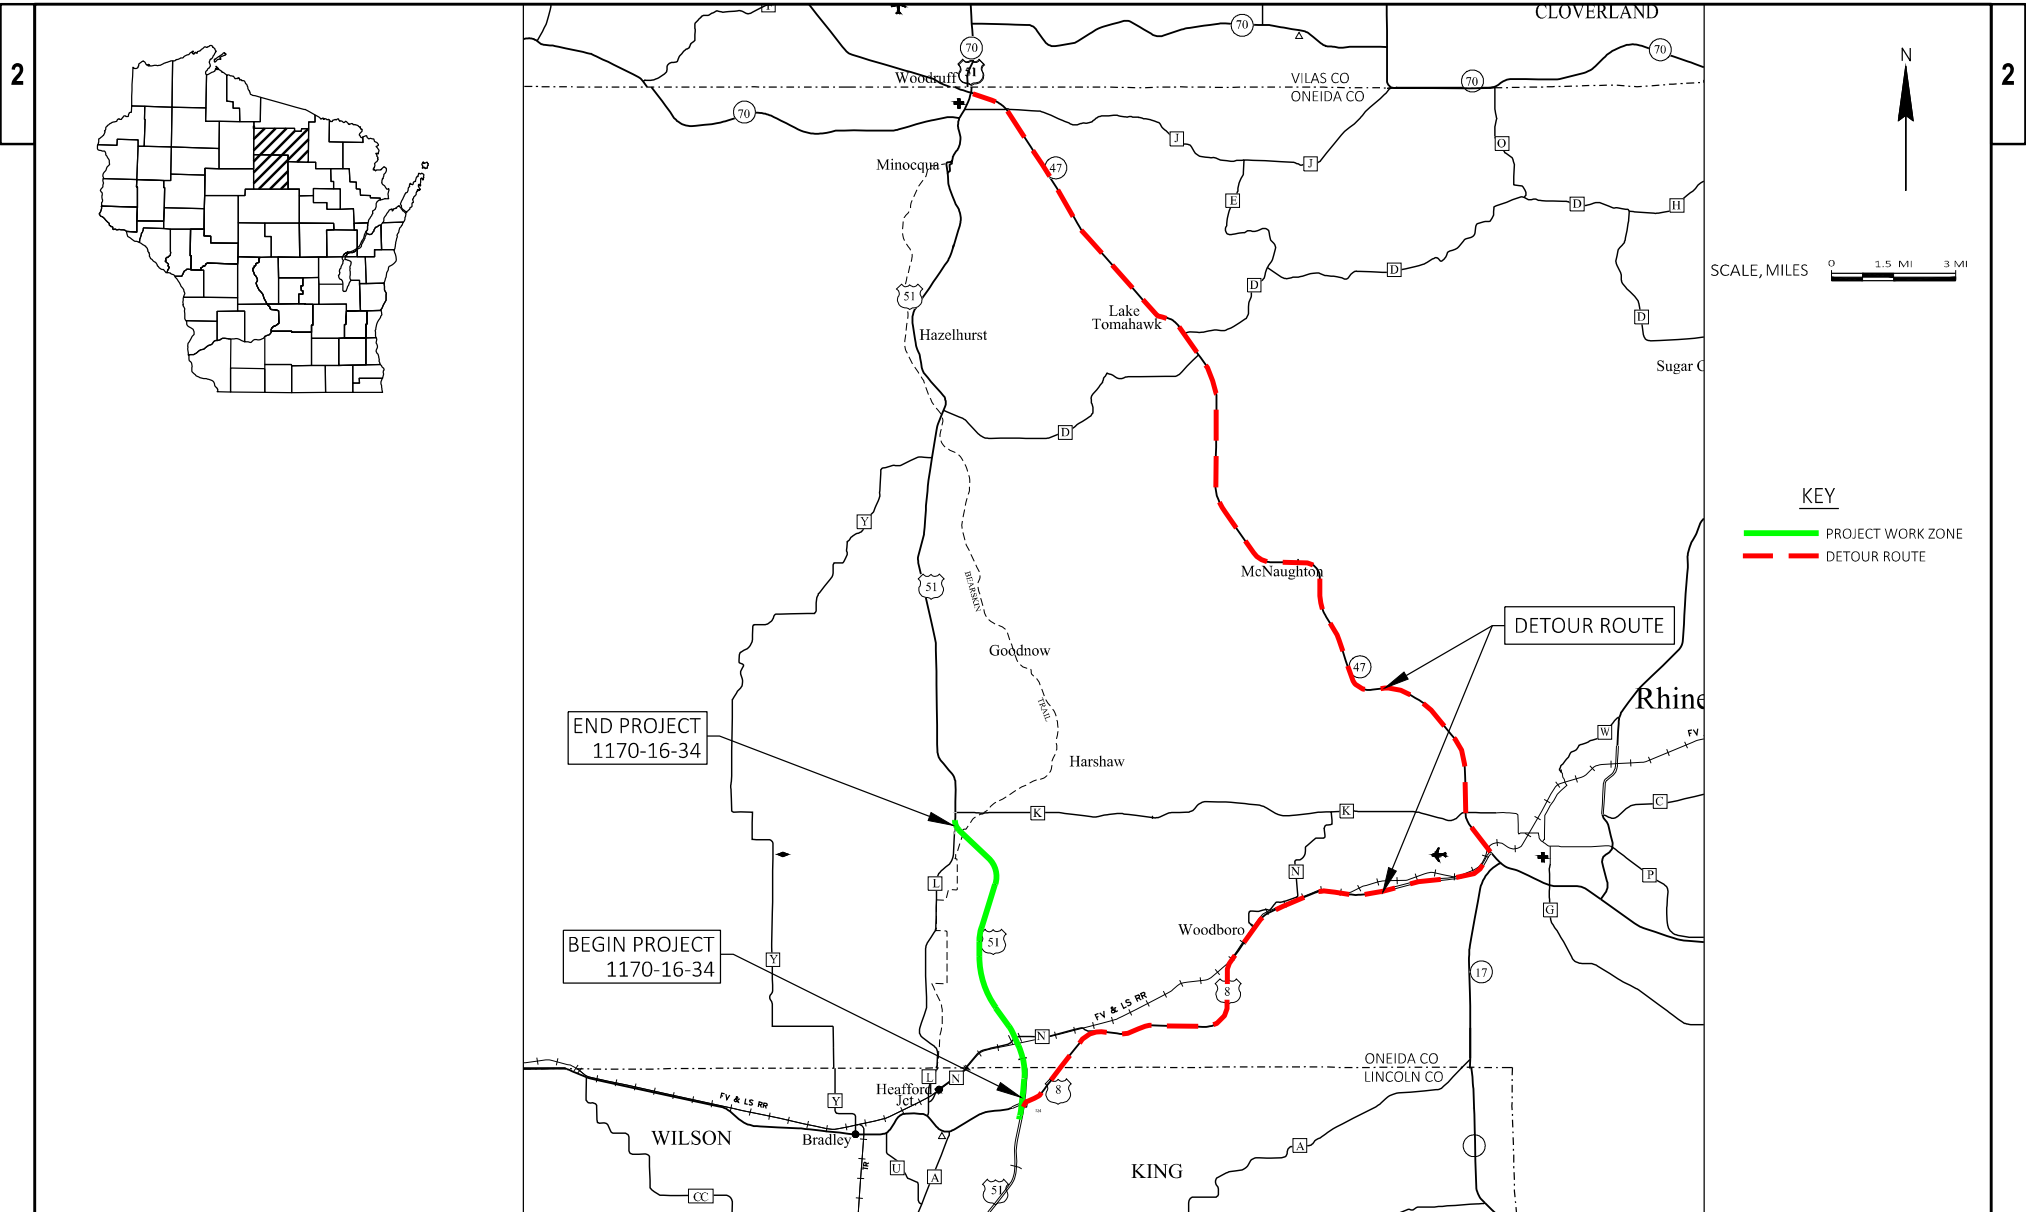 2
2
CLOVERLAND
F
70
70
70
51
Woodruff
VILAS CO
ONEIDA CO
70
70
J
J
O
47
Minocqua
E
D
H
51
D
D
Hazelhurst
Lake
Tomahawk
D
Sugar C
D
N
SCALE, MILES
0 1.5 MI 3 MI
KEY
PROJECT WORK ZONE
DETOUR ROUTE
Y
51
BEARSKIN
TRAIL
McNaughton
Goodnow
DETOUR ROUTE
47
Rhine
W
FV
END PROJECT
1170-16-34
Harshaw
K
K
C
L
N
P
G
BEGIN PROJECT
1170-16-34
51
Woodboro
Y
17
8
FV & LS RR
N
ONEIDA CO
LINCOLN CO
L
N
8
Heafford
Jct
Y
FV & LS RR
WILSON
Bradley
TR
U
A
A
KING
CC
51